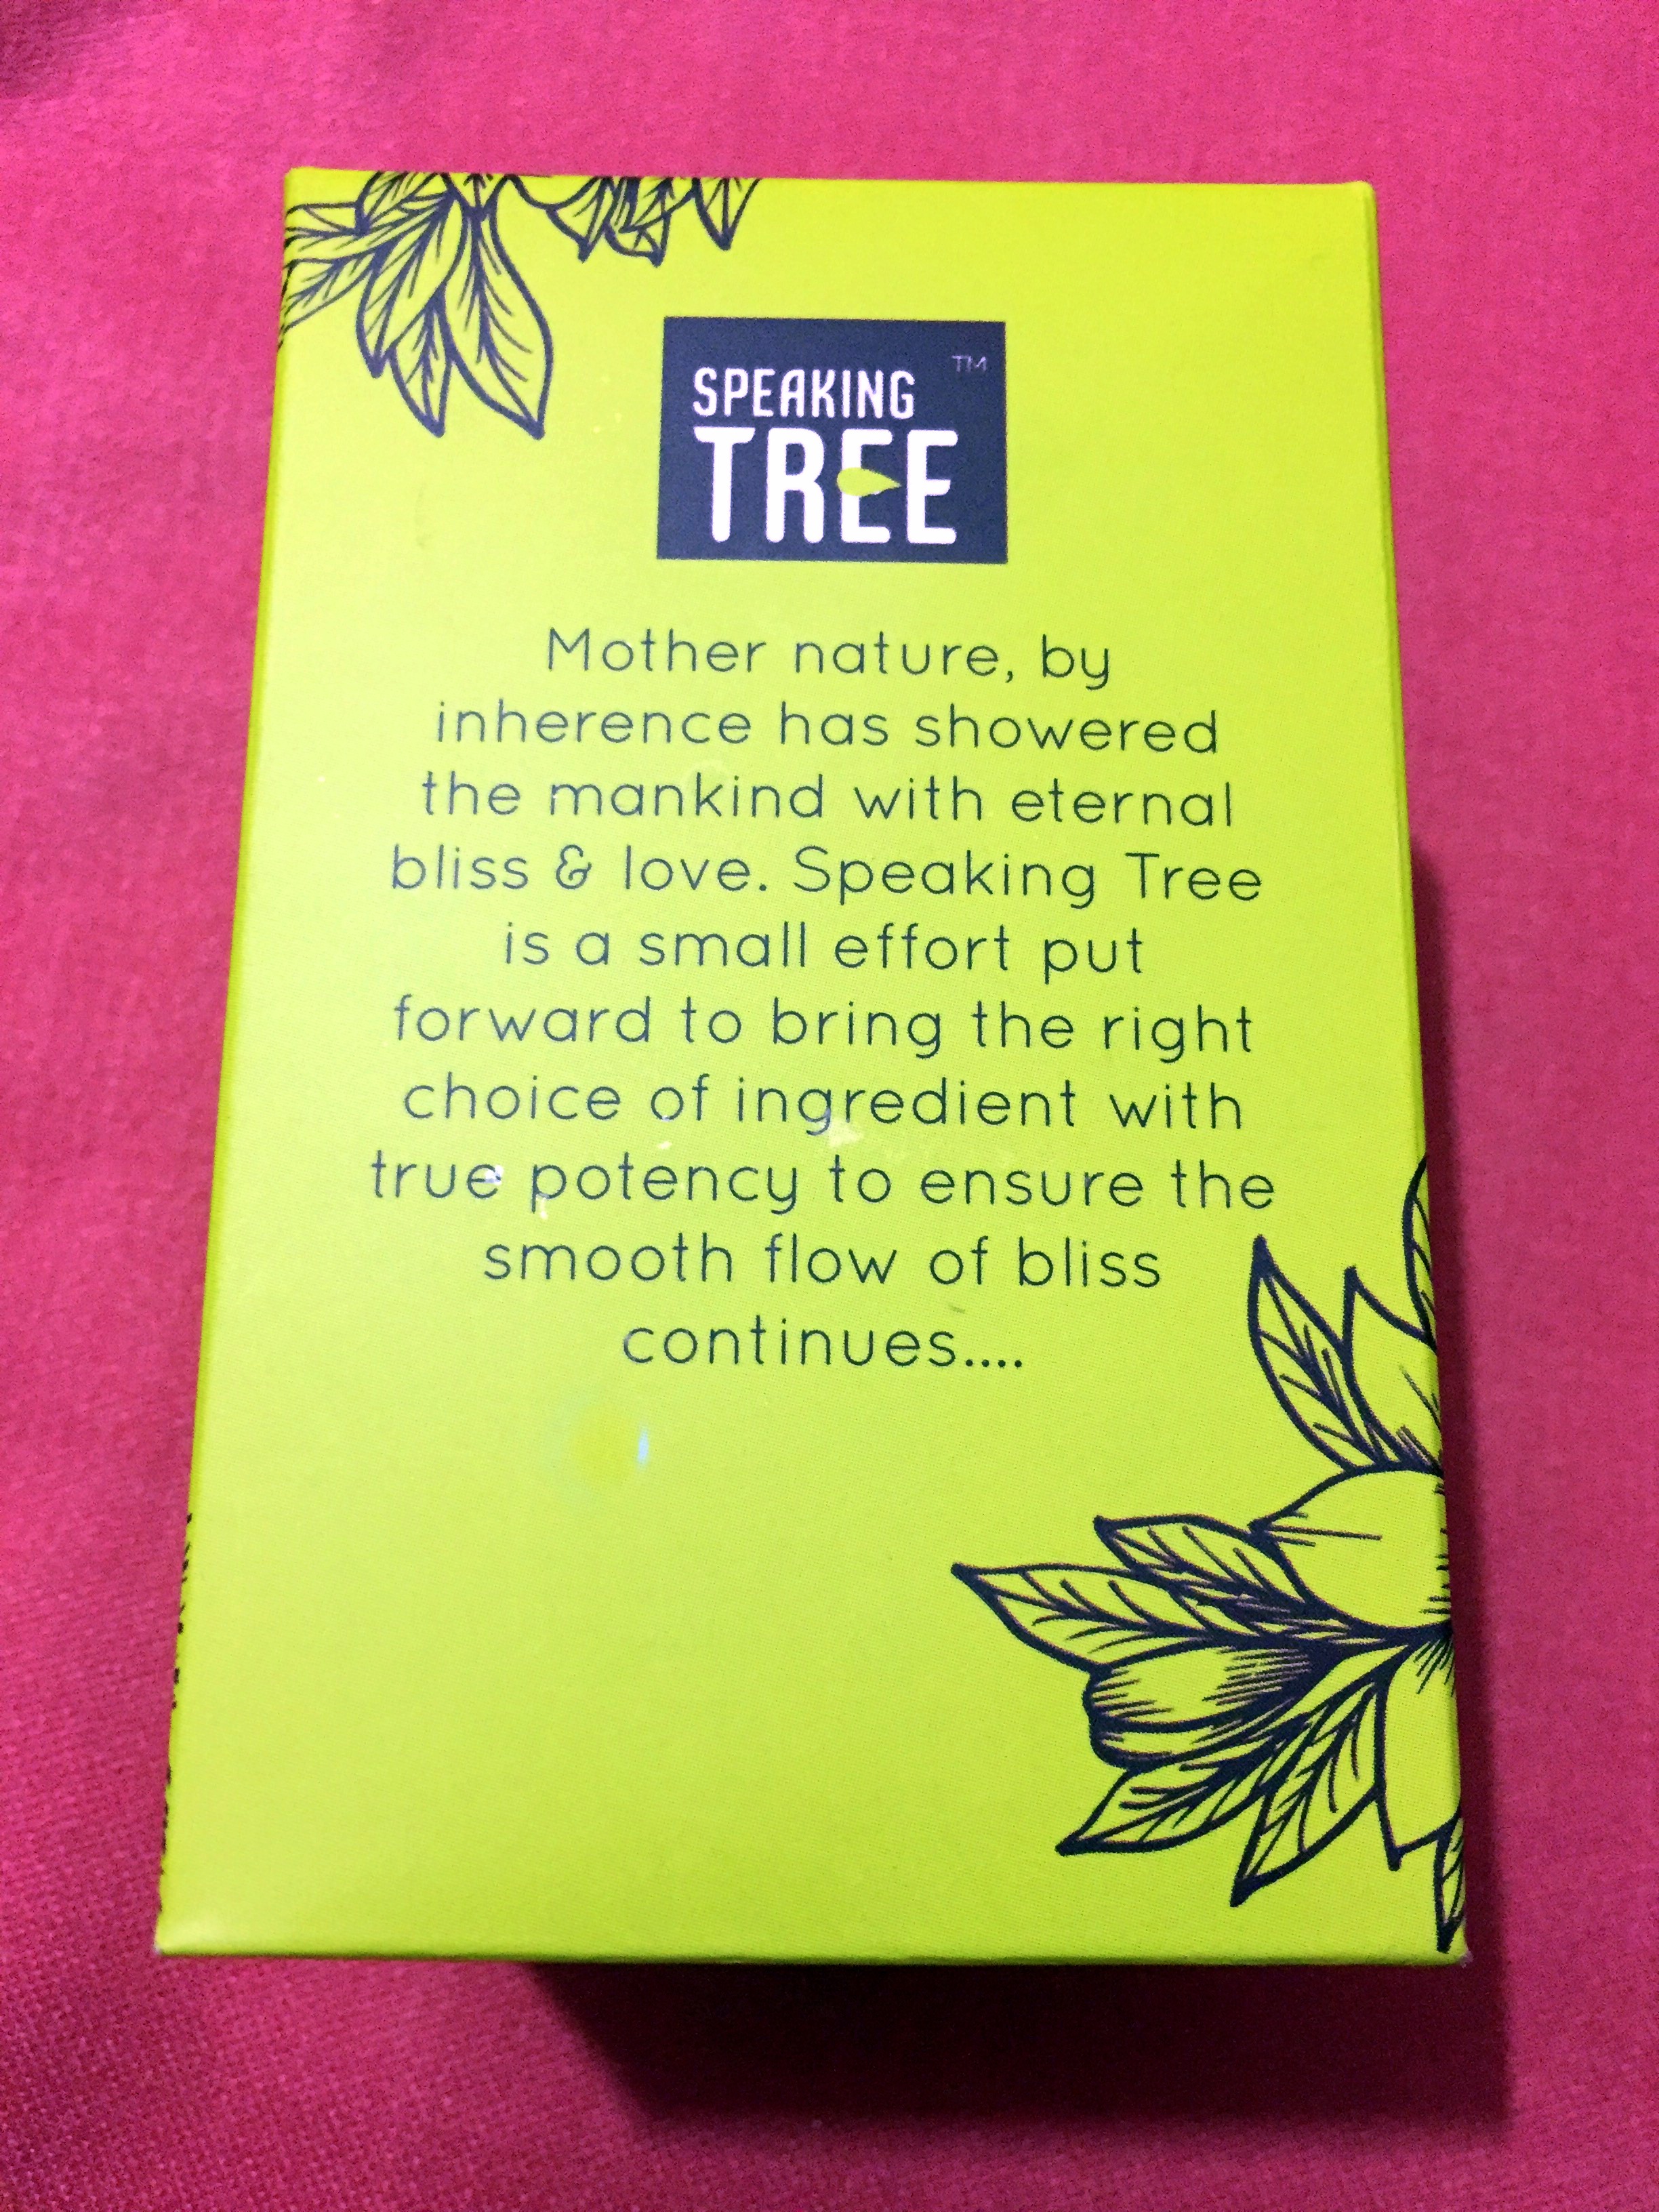 SPEAKING
TREE
TM
Mother nature, by
inherence has showered
the mankind with eternal
bliss & love. Speaking Tree
is a small effort put
forward to bring the right
choice of ingredient with
true potency to ensure the
smooth flow of bliss
continues....